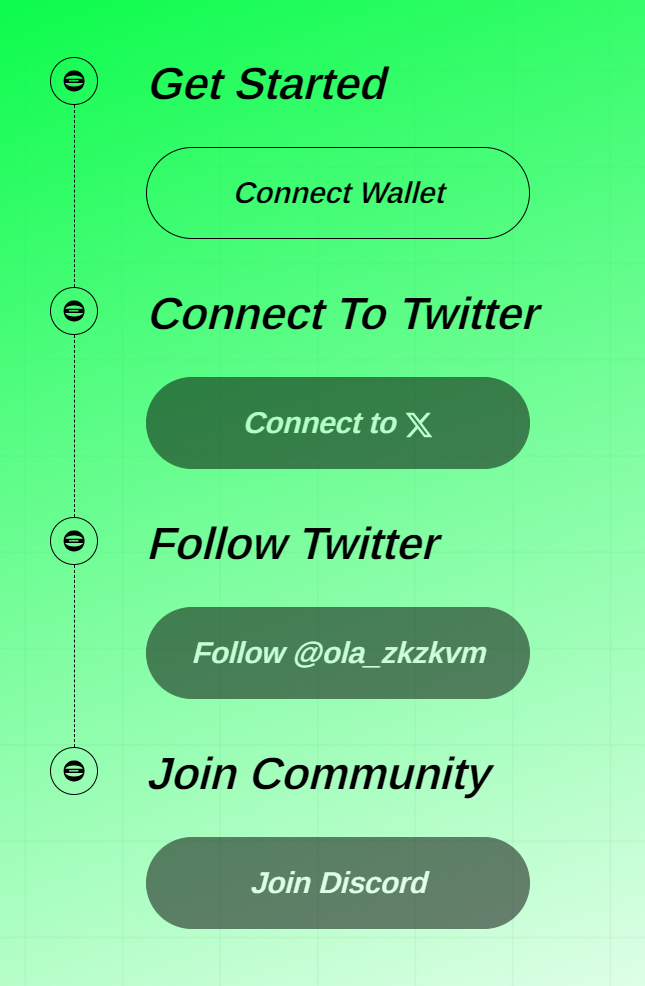 Get Started
Connect Wallet
Connect To Twitter
Connect to X
Follow Twitter
Follow @ola_zkzkvm
Join Community
Join Discord